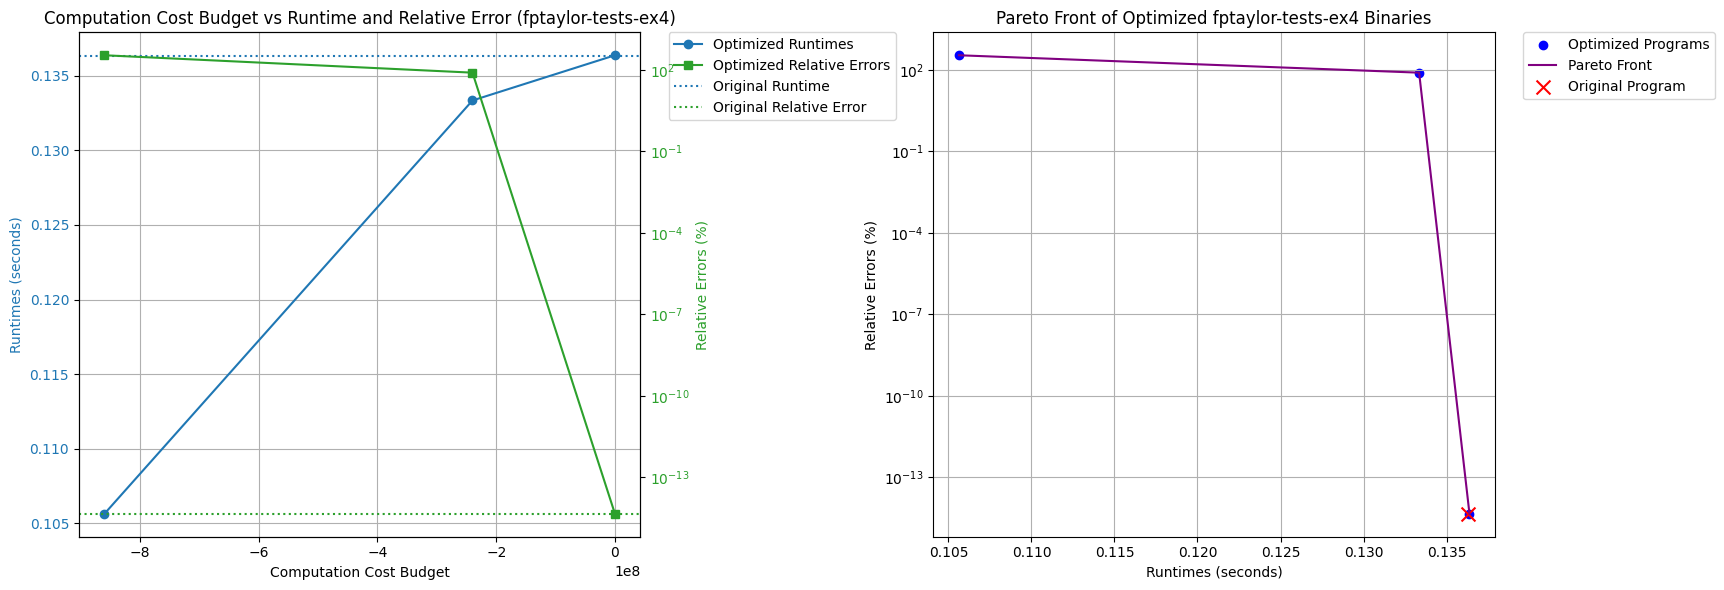 Computation Cost Budget vs Runtime and Relative Error (fptaylor-tests-ex4)
0.135
0.130
0.125
0.120
0.115
0.110
0.105
Runtimes (seconds)
−8
−6
−4
−2
0
1e8
Computation Cost Budget
10²
10⁻¹
10⁻⁴
10⁻⁷
10⁻¹⁰
10⁻¹³
Relative Errors (%)
Optimized Runtimes
Optimized Relative Errors
Original Runtime
Original Relative Error
Pareto Front of Optimized fptaylor-tests-ex4 Binaries
10²
10⁻¹
10⁻⁴
10⁻⁷
10⁻¹⁰
10⁻¹³
Relative Errors (%)
0.105
0.110
0.115
0.120
0.125
0.130
0.135
Runtimes (seconds)
Optimized Programs
Pareto Front
Original Program